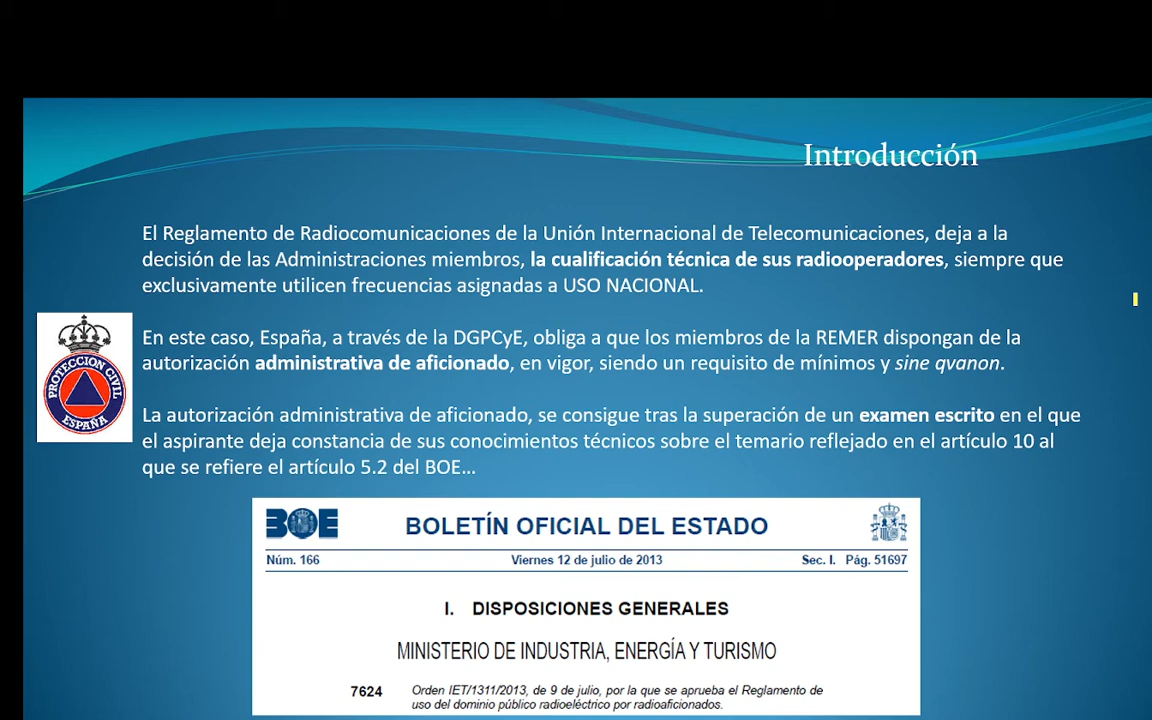 Introducción
El Reglamento de Radiocomunicaciones de la Unión Internacional de Telecomunicaciones, deja a la
decisión de las Administraciones miembros, la cualificación técnica de sus radiooperadores, siempre que
exclusivamente utilicen frecuencias asignadas a USO NACIONAL.
En este caso, España, a través de la DGPCyE, obliga a que los miembros de la REMER dispongan de la
autorización administrativa de aficionado, en vigor, siendo un requisito de mínimos y sine qvanon.
PROTECCION CIVIL
ESPAÑA
La autorización administrativa de aficionado, se consigue tras la superación de un examen escrito en el que
el aspirante deja constancia de sus conocimientos técnicos sobre el temario reflejado en el artículo 10 al
que se refiere el artículo 5.2 del BOE…
BOE
BOLETÍN OFICIAL DEL ESTADO
Núm. 166 Viernes 12 de julio de 2013 Sec. I. Pág. 51697
I. DISPOSICIONES GENERALES
MINISTERIO DE INDUSTRIA, ENERGÍA Y TURISMO
7624 Orden IET/1311/2013, de 9 de julio, por la que se aprueba el Reglamento de
uso del dominio público radioeléctrico por radioaficionados.